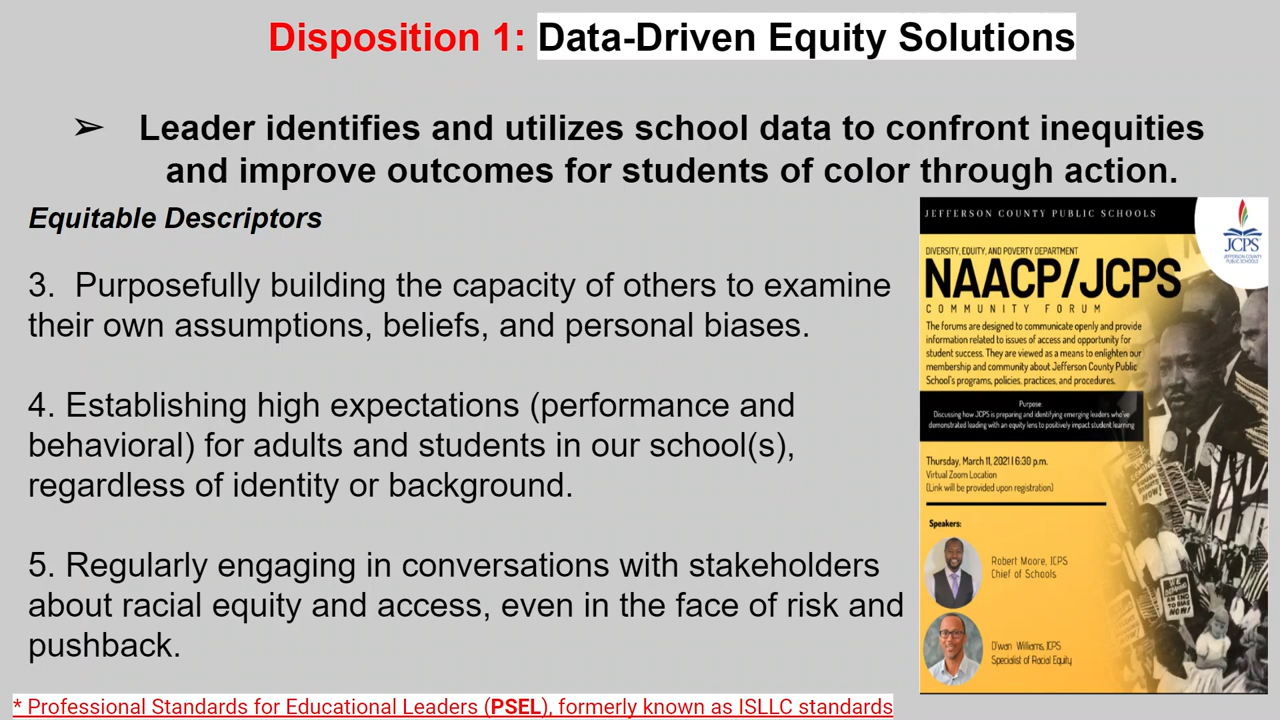 Disposition 1: Data-Driven Equity Solutions
➢ Leader identifies and utilizes school data to confront inequities
and improve outcomes for students of color through action.
Equitable Descriptors
3. Purposefully building the capacity of others to examine
their own assumptions, beliefs, and personal biases.
4. Establishing high expectations (performance and
behavioral) for adults and students in our school(s),
regardless of identity or background.
5. Regularly engaging in conversations with stakeholders
about racial equity and access, even in the face of risk and
pushback.
* Professional Standards for Educational Leaders (PSEL), formerly known as ISLLC standards
JEFFERSON COUNTY PUBLIC SCHOOLS
JCPS
JEFFERSON COUNTY
PUBLIC SCHOOLS
DIVERSITY, EQUITY, AND POVERTY DEPARTMENT
NAACP/JCPS
COMMUNITY FORUM
The forums are designed to communicate openly and provide
information related to issues of access and opportunity for
student success. They are viewed as a means to enlighten our
membership and community about Jefferson County Public
School's programs, policies, practices, and procedures.
Purpose:
Discussing how JCPS is preparing and identifying emerging leaders who've
demonstrated leading with an equity lens to positively impact student learning
Thursday, March 11, 2021 | 6:30 p.m.
Virtual Zoom Location
(Link will be provided upon registration)
Speakers:
Robert Moore, JCPS
Chief of Schools
D'wan Williams, JCPS
Specialist of Racial Equity